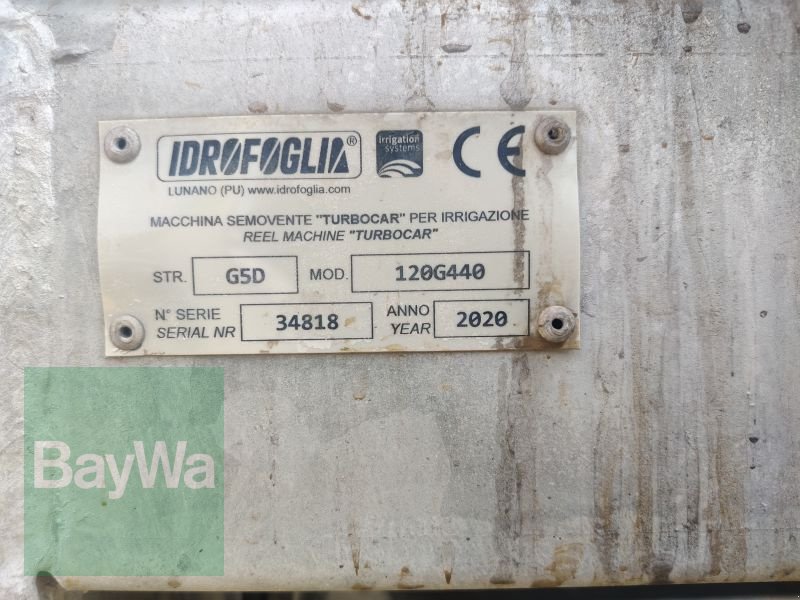 IDROFOGLIA®
irrigation
systems
CE
LUNANO (PU) www.idrofoglia.com
MACCHINA SEMOVENTE "TURBOCAR" PER IRRIGAZIONE
REEL MACHINE "TURBOCAR"
STR. G5D MOD. 120G440
N° SERIE
SERIAL NR 34818
ANNO
YEAR 2020
BayWa